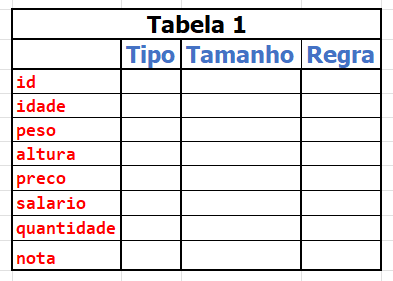 Tabela 1
Tipo Tamanho Regra
id
idade
peso
altura
preco
salario
quantidade
nota